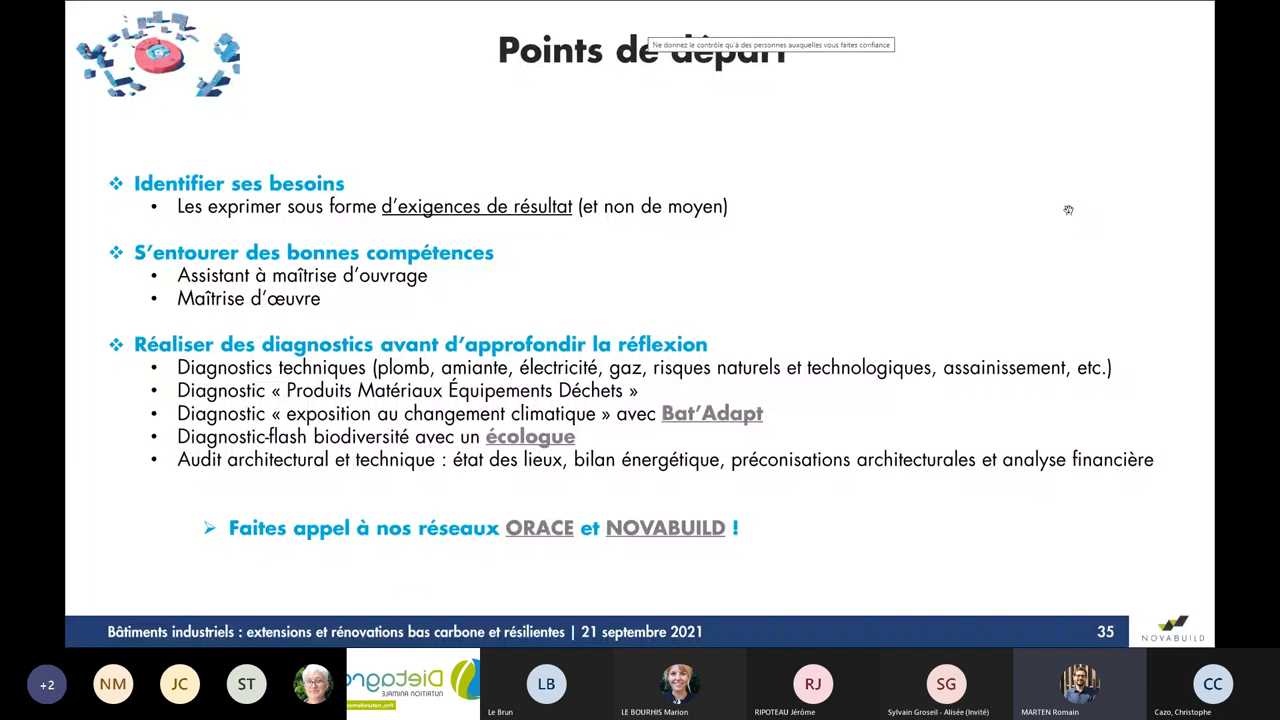 Points de départ
Ne donnez le contrôle qu'à des personnes auxquelles vous faites confiance
❖ Identifier ses besoins
• Les exprimer sous forme d’exigences de résultat (et non de moyen)
❖ S’entourer des bonnes compétences
• Assistant à maîtrise d’ouvrage
• Maîtrise d’œuvre
❖ Réaliser des diagnostics avant d’approfondir la réflexion
• Diagnostics techniques (plomb, amiante, électricité, gaz, risques naturels et technologiques, assainissement, etc.)
• Diagnostic « Produits Matériaux Équipements Déchets »
• Diagnostic « exposition au changement climatique » avec Bat’Adapt
• Diagnostic-flash biodiversité avec un écologue
• Audit architectural et technique : état des lieux, bilan énergétique, préconisations architecturales et analyse financière
➢ Faites appel à nos réseaux ORACE et NOVABUILD !
Bâtiments industriels : extensions et rénovations bas carbone et résilientes | 21 septembre 2021
35
NOVABUILD
+2
NM
JC
ST
Dietagro
NUTRITION ANIMALE
LB
Le Brun
LE BOURHIS Marion
RJ
RIPOTEAU Jérôme
SG
Sylvain Groseil - Alisée (Invité)
MARTEN Romain
CC
Cazo, Christophe